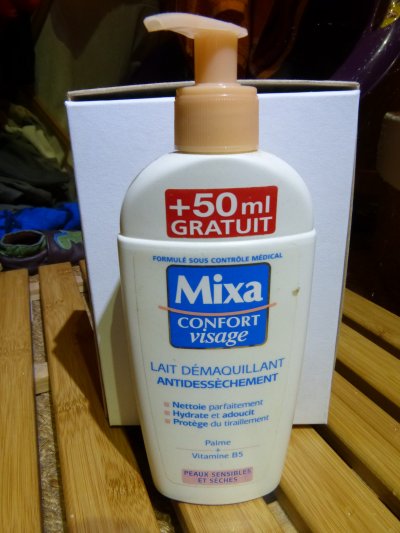 +50ml
GRATUIT
FORMULÉ SOUS CONTRÔLE MÉDICAL
Mixa
CONFORT
visage
LAIT DÉMAQUILLANT
ANTIDESSÈCHEMENT
Nettoie parfaitement
Hydrate et adoucit
Protège du tiraillement
Palme
+
Vitamine B5
PEAUX SENSIBLES
ET SÈCHES